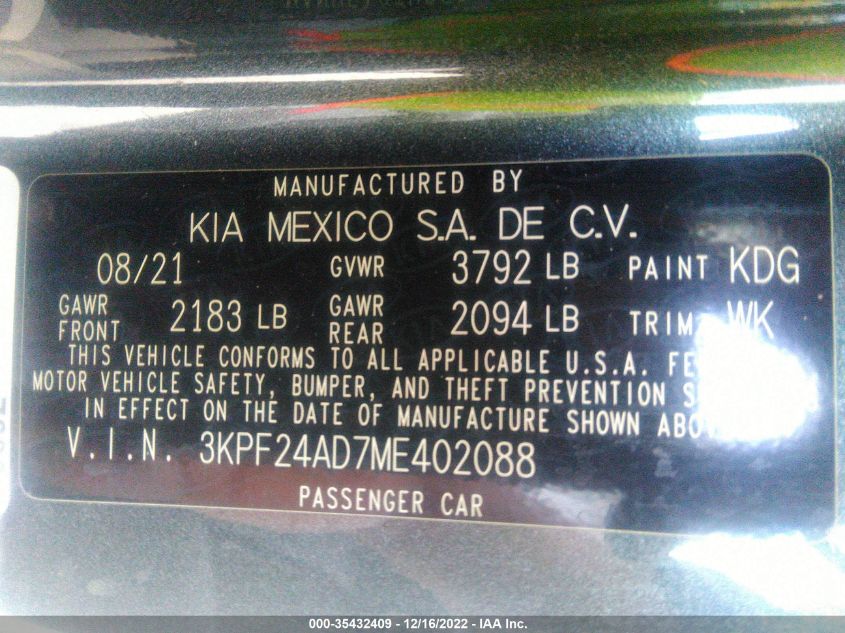 MANUFACTURED BY
KIA MEXICO S.A. DE C.V.
08/21 GVWR 3792 LB PAINT KDG
GAWR FRONT 2183 LB GAWR REAR 2094 LB TRIM WK
THIS VEHICLE CONFORMS TO ALL APPLICABLE U.S.A.
MOTOR VEHICLE SAFETY, BUMPER, AND THEFT PREVENTION
IN EFFECT ON THE DATE OF MANUFACTURE SHOWN
V.I.N. 3KPF24AD7ME402088
PASSENGER CAR
000-35432409 - 12/16/2022 - IAA Inc.